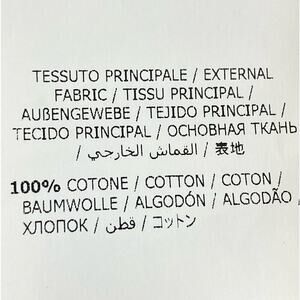 TESSUTO PRINCIPALE / EXTERNAL
FABRIC / TISSU PRINCIPAL /
AUßENGEWEBE / TEJIDO PRINCIPAL /
TECIDO PRINCIPAL / ОСНОВНАЯ ТКАНЬ
/ القماش الخارجي / 表地
100% COTONE / COTTON / COTON /
BAUMWOLLE / ALGODÓN / ALGODÃO /
ХЛОПОК / قطن / コットン